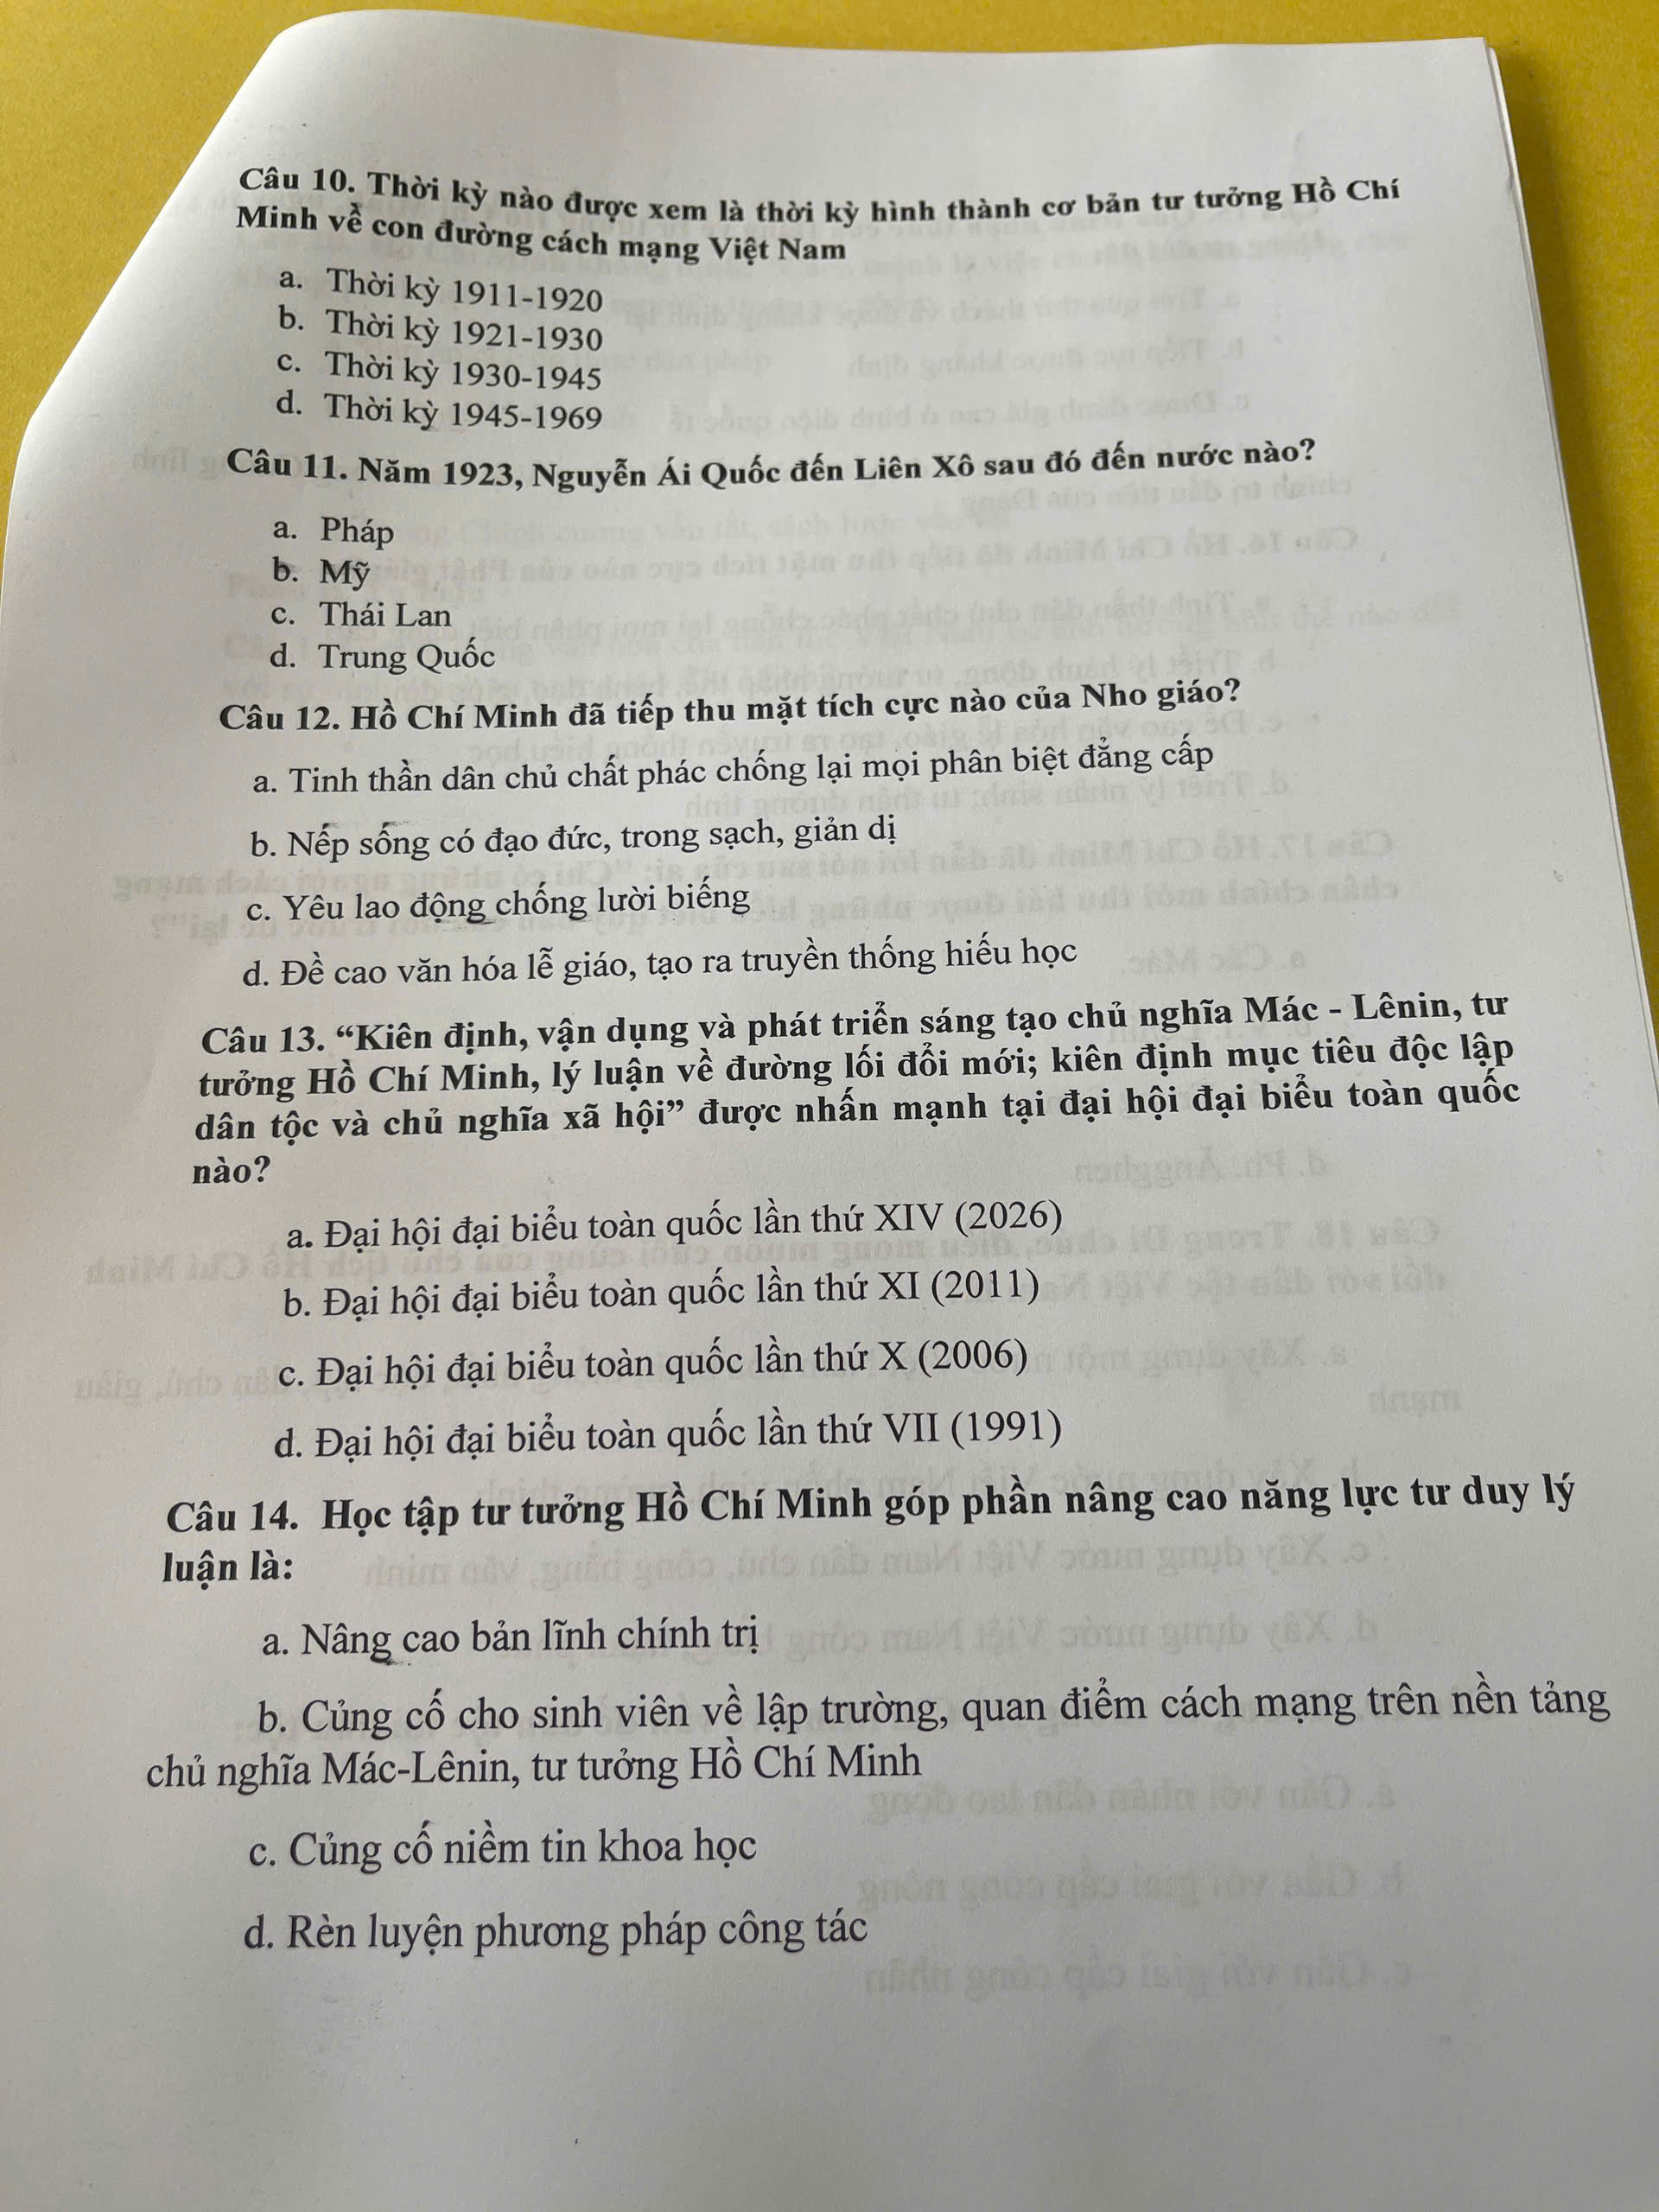 Câu 10. Thời kỳ nào được xem là thời kỳ hình thành cơ bản tư tưởng Hồ Chí
Minh về con đường cách mạng Việt Nam
a. Thời kỳ 1911-1920
b. Thời kỳ 1921-1930
c. Thời kỳ 1930-1945
d. Thời kỳ 1945-1969
Câu 11. Năm 1923, Nguyễn Ái Quốc đến Liên Xô sau đó đến nước nào?
a. Pháp
b. Mỹ
c. Thái Lan
d. Trung Quốc
Câu 12. Hồ Chí Minh đã tiếp thu mặt tích cực nào của Nho giáo?
a. Tinh thần dân chủ chất phác chống lại mọi phân biệt đẳng cấp
b. Nếp sống có đạo đức, trong sạch, giản dị
c. Yêu lao động chống lười biếng
d. Đề cao văn hóa lễ giáo, tạo ra truyền thống hiếu học
Câu 13. “Kiên định, vận dụng và phát triển sáng tạo chủ nghĩa Mác - Lênin, tư
tưởng Hồ Chí Minh, lý luận về đường lối đổi mới; kiên định mục tiêu độc lập
dân tộc và chủ nghĩa xã hội” được nhấn mạnh tại đại hội đại biểu toàn quốc
nào?
a. Đại hội đại biểu toàn quốc lần thứ XIV (2026)
b. Đại hội đại biểu toàn quốc lần thứ XI (2011)
c. Đại hội đại biểu toàn quốc lần thứ X (2006)
d. Đại hội đại biểu toàn quốc lần thứ VII (1991)
Câu 14. Học tập tư tưởng Hồ Chí Minh góp phần nâng cao năng lực tư duy lý
luận là:
a. Nâng cao bản lĩnh chính trị
b. Củng cố cho sinh viên về lập trường, quan điểm cách mạng trên nền tảng
chủ nghĩa Mác-Lênin, tư tưởng Hồ Chí Minh
c. Củng cố niềm tin khoa học
d. Rèn luyện phương pháp công tác